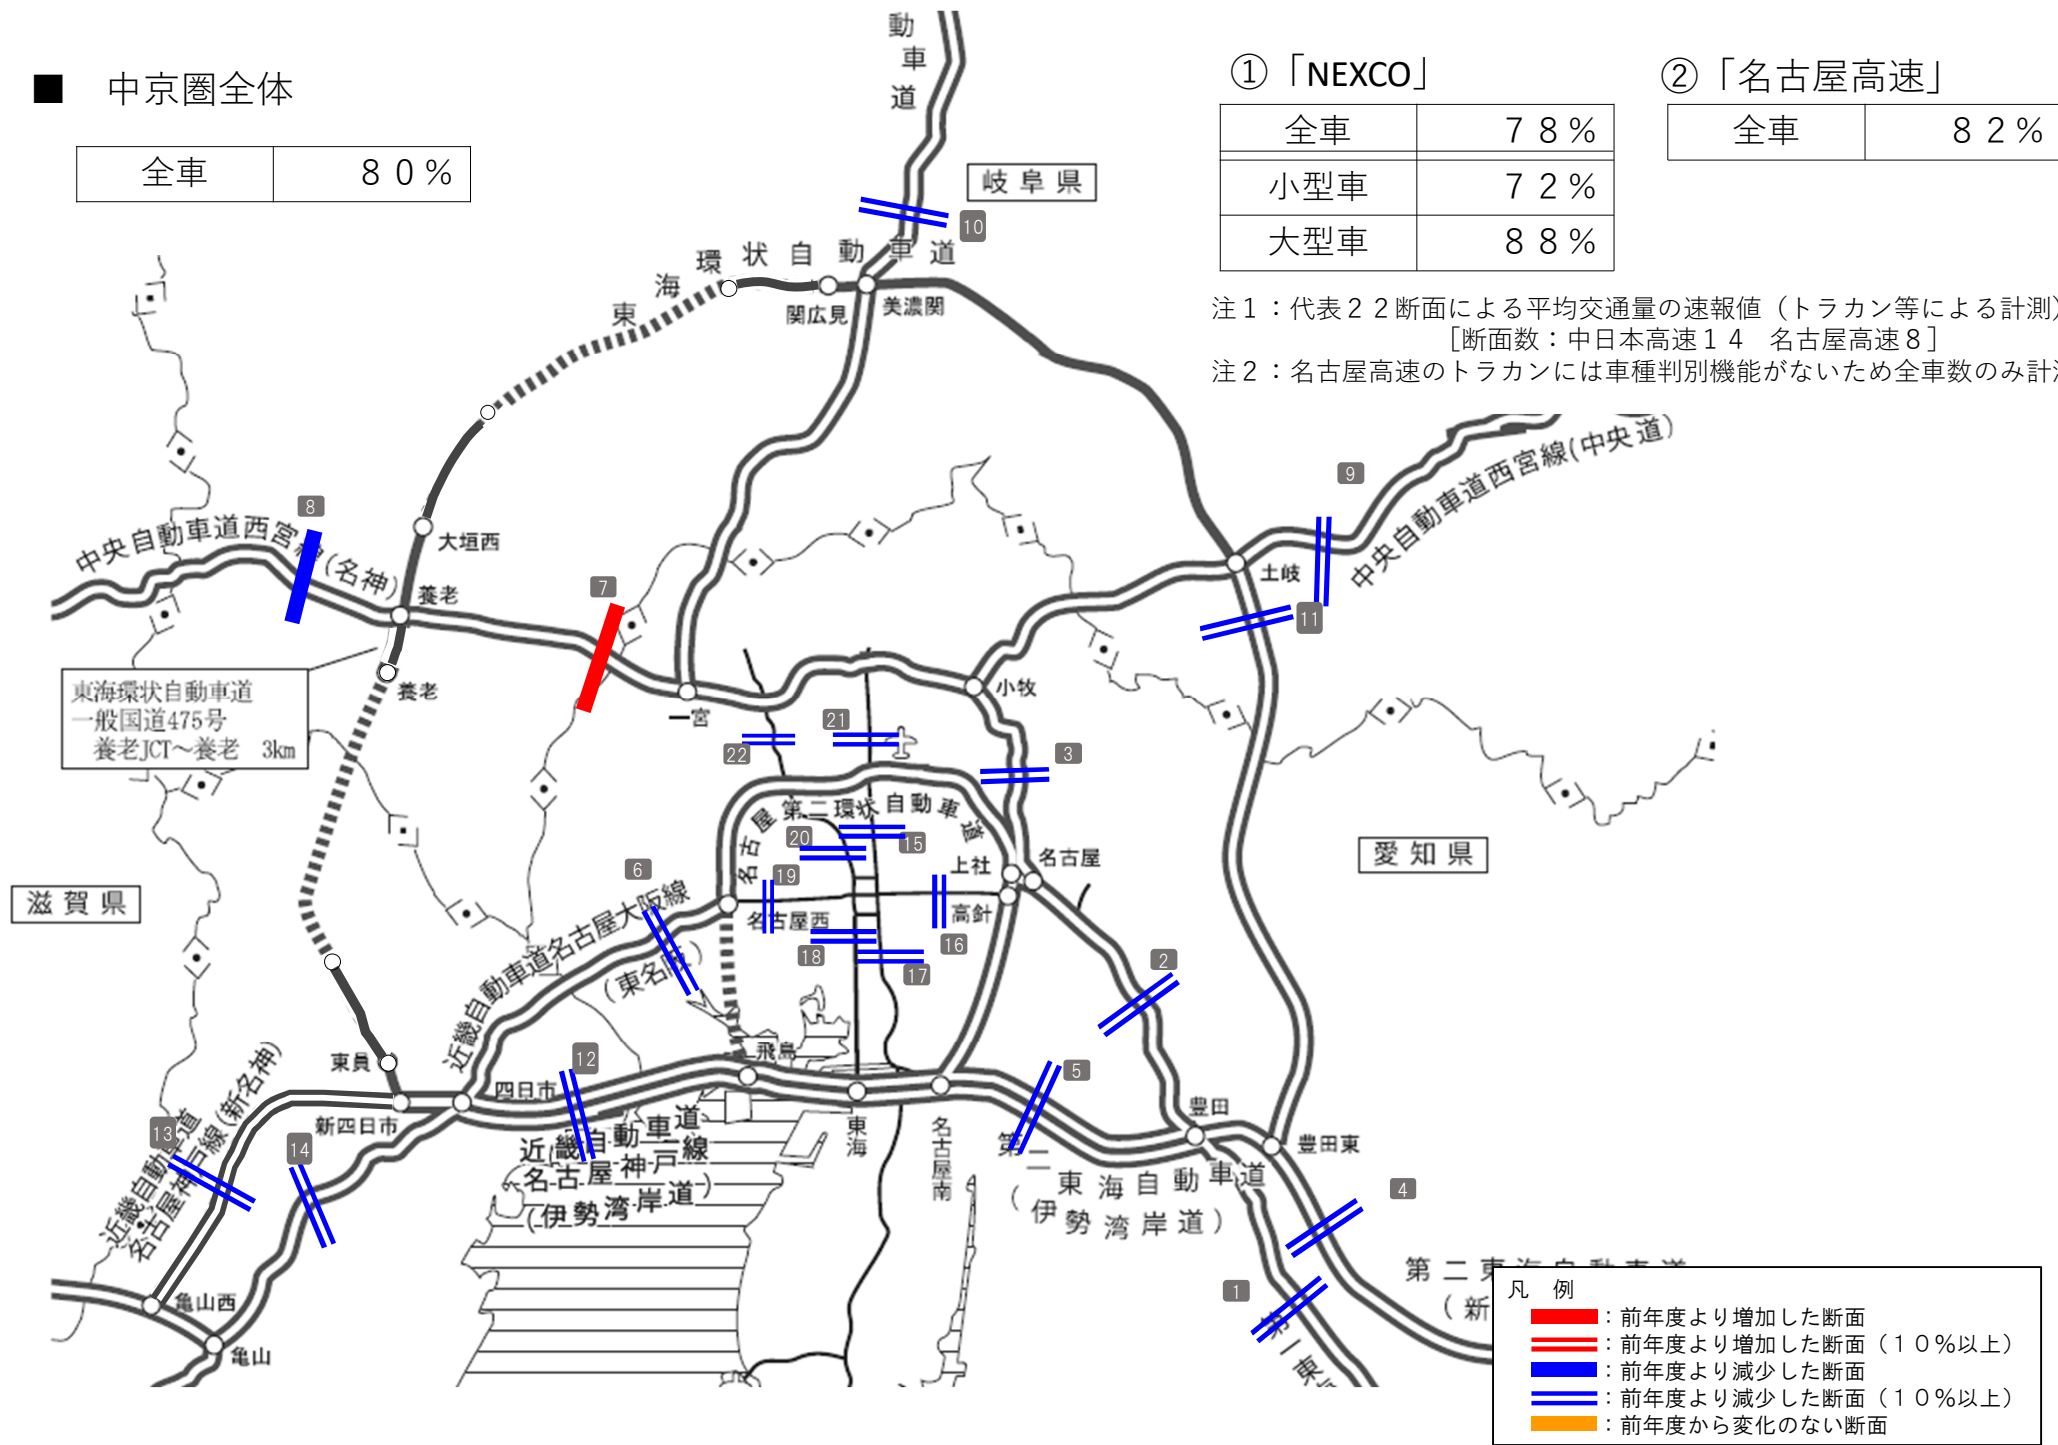 ■ 中京圏全体
全車 ８０％
①「NEXCO」
全車 ７８％
小型車 ７２％
大型車 ８８％
②「名古屋高速」
全車 ８２％
注１：代表２２断面による平均交通量の速報値（トラカン等による計測）
［断面数：中日本高速１４ 名古屋高速８］
注２：名古屋高速のトラカンには車種判別機能がないため全車数のみ計
動車道
岐阜県
10
東海環状自動車道
関広見
美濃関
9
中央自動車道西宮線(中央道)
8
中央自動車道西宮線(名神)
大垣西
養老
7
土岐
11
養老
東海環状自動車道
一般国道475号
養老JCT～養老 3km
一宮
小牧
21
22
3
名古屋第二環状自動車道
20
15
上社
名古屋
愛知県
6
19
滋賀県
近畿自動車道名古屋大阪線
(東名阪)
名古屋西
高針
16
18
17
2
東員
飛島
12
5
四日市
新四日市
東海
名古屋南
豊田
豊田東
13
14
近畿自動車道
名古屋神戸線(新名神)
近畿自動車道
名古屋神戸線
(伊勢湾岸道)
第二東海自動車道
(伊勢湾岸道)
4
1
亀山西
亀山
第二東海自動車道
(新
第一東
凡 例
：前年度より増加した断面
：前年度より増加した断面（１０％以上）
：前年度より減少した断面
：前年度より減少した断面（１０％以上）
：前年度から変化のない断面